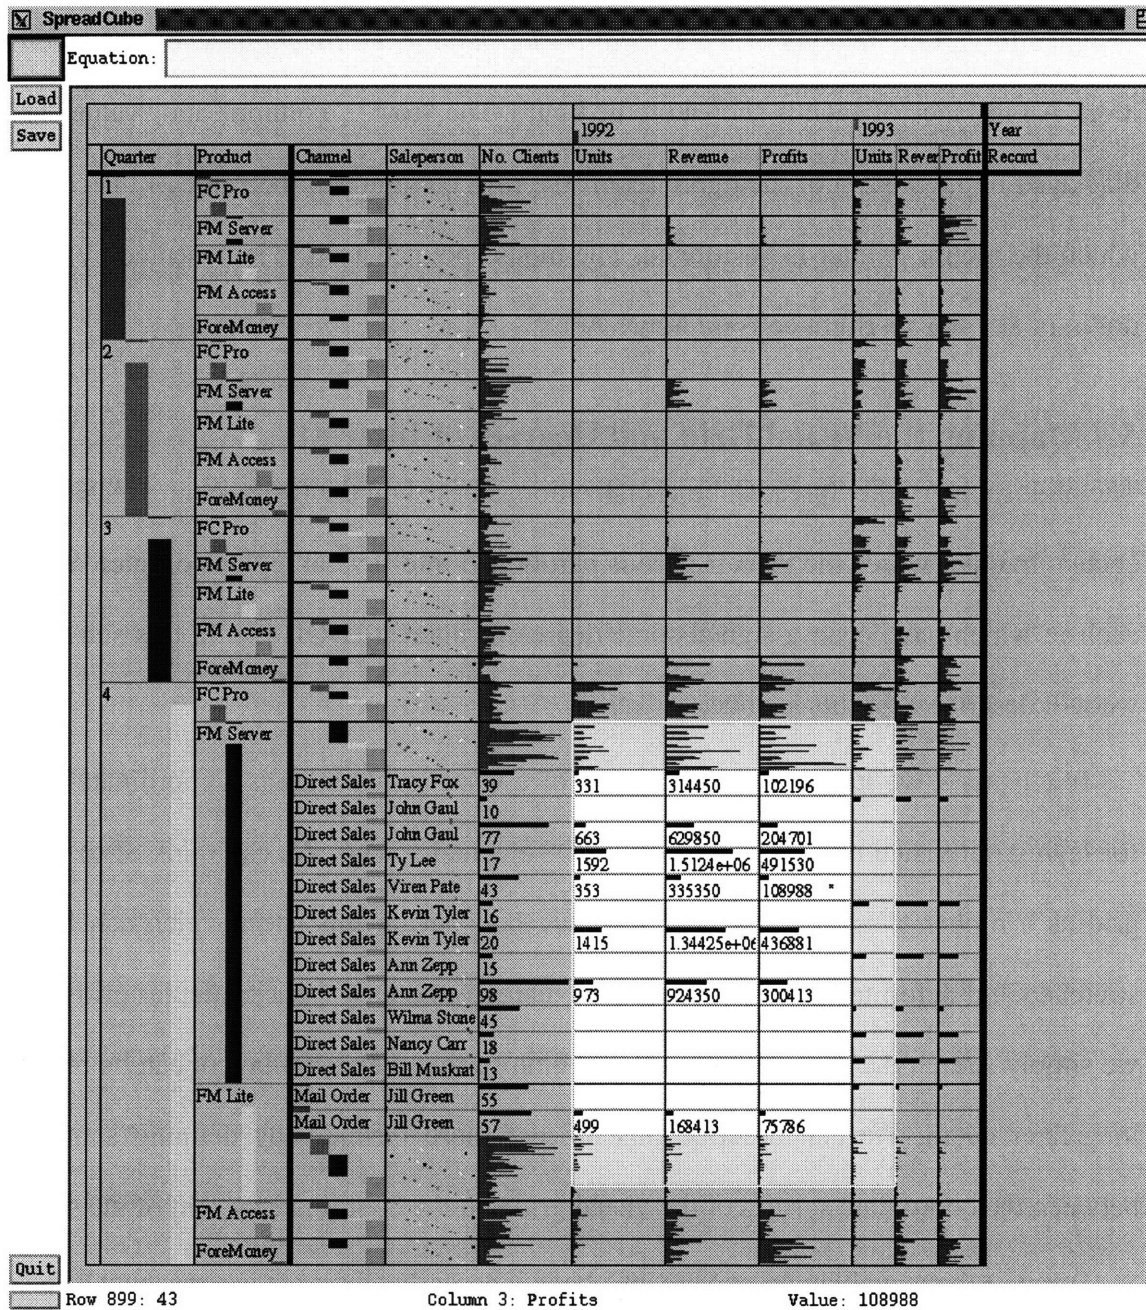 SpreadCube
Equation:
Load
Save
1992 1993 Year
Quarter Product Channel Saleperson No. Clients Units Revenue Profits Units Rever Profit Record
1 FC Pro
FM Server
FM Lite
FM Access
ForeMoney
2 FC Pro
FM Server
FM Lite
FM Access
ForeMoney
3 FC Pro
FM Server
FM Lite
FM Access
ForeMoney
4 FC Pro
FM Server
Direct Sales Tracy Fox 39 331 314450 102196
Direct Sales John Gaul 10
Direct Sales John Gaul 77 663 629850 204701
Direct Sales Ty Lee 17 1592 1.5124e+06 491530
Direct Sales Viren Pate 43 353 335350 108988
Direct Sales Kevin Tyler 16
Direct Sales Kevin Tyler 20 1415 1.34425e+06 436881
Direct Sales Ann Zepp 15
Direct Sales Ann Zepp 98 973 924350 300413
Direct Sales Wilma Stone 45
Direct Sales Nancy Carr 18
Direct Sales Bill Muskrat 13
FM Lite Mail Order Jill Green 55
Mail Order Jill Green 57 499 168413 75786
FM Access
ForeMoney
Quit
Row 899: 43 Column 3: Profits Value: 108988